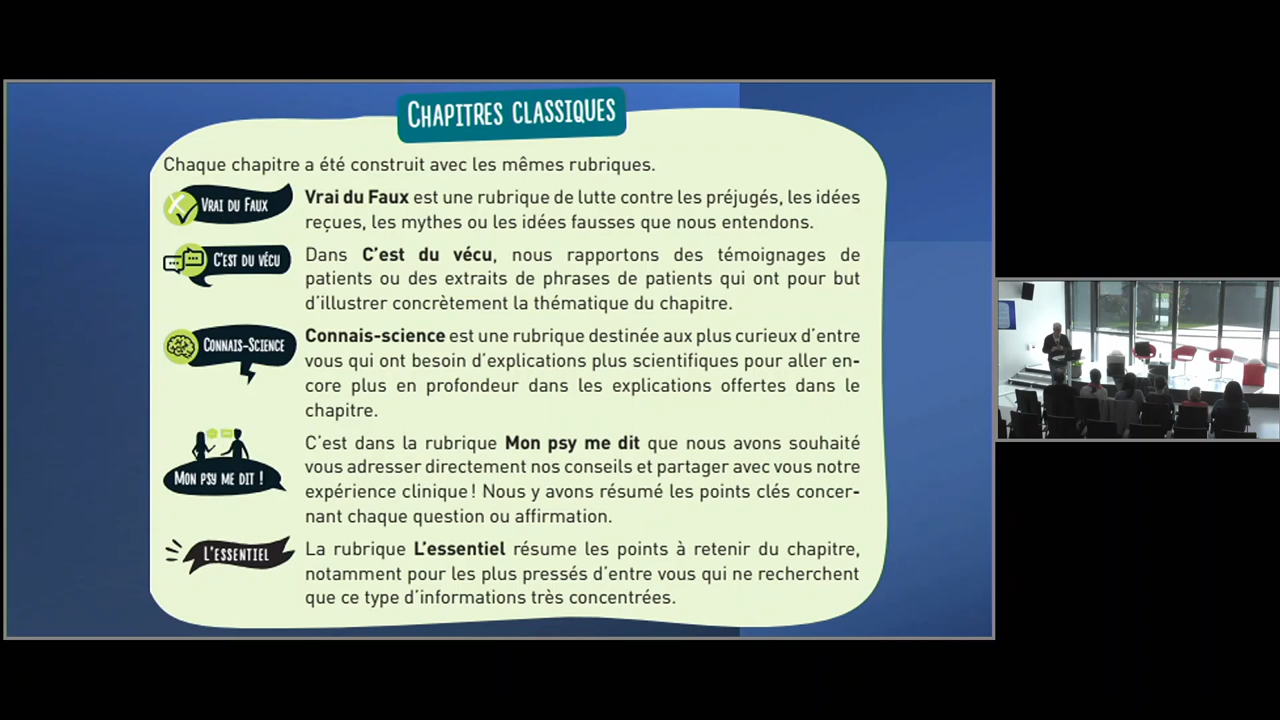 CHAPITRES CLASSIQUES
Chaque chapitre a été construit avec les mêmes rubriques.
VRAI DU FAUX
Vrai du Faux est une rubrique de lutte contre les préjugés, les idées
reçues, les mythes ou les idées fausses que nous entendons.
C'EST DU VÉCU
Dans C'est du vécu, nous rapportons des témoignages de
patients ou des extraits de phrases de patients qui ont pour but
d'illustrer concrètement la thématique du chapitre.
CONNAIS-SCIENCE
Connais-science est une rubrique destinée aux plus curieux d'entre
vous qui ont besoin d'explications plus scientifiques pour aller en-
core plus en profondeur dans les explications offertes dans le
chapitre.
MON PSY ME DIT !
C'est dans la rubrique Mon psy me dit que nous avons souhaité
vous adresser directement nos conseils et partager avec vous notre
expérience clinique ! Nous y avons résumé les points clés concer-
nant chaque question ou affirmation.
L'ESSENTIEL
La rubrique L'essentiel résume les points à retenir du chapitre,
notamment pour les plus pressés d'entre vous qui ne recherchent
que ce type d'informations très concentrées.